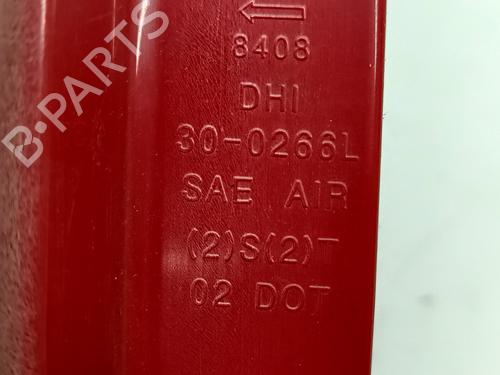 8408
DHI
30-0266L
SAE AIR
(2)S(2)T
02 DOT
B-PARTS